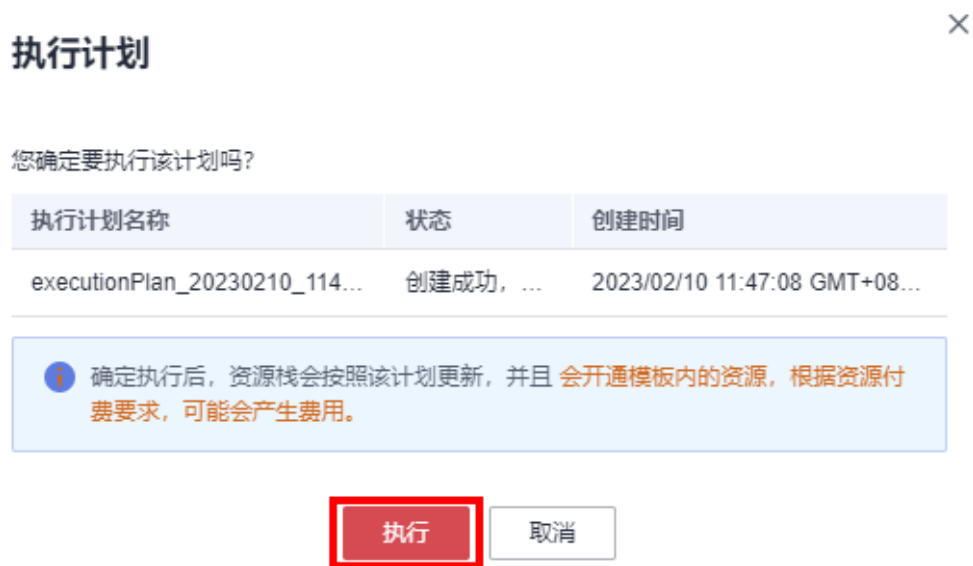 执行计划
您确定要执行该计划吗?
执行计划名称 状态 创建时间
executionPlan_20230210_114... 创建成功, ... 2023/02/10 11:47:08 GMT+08...
确定执行后, 资源栈会按照该计划更新, 并且 会开通模板内的资源, 根据资源付
费要求, 可能会产生费用。
执行 取消